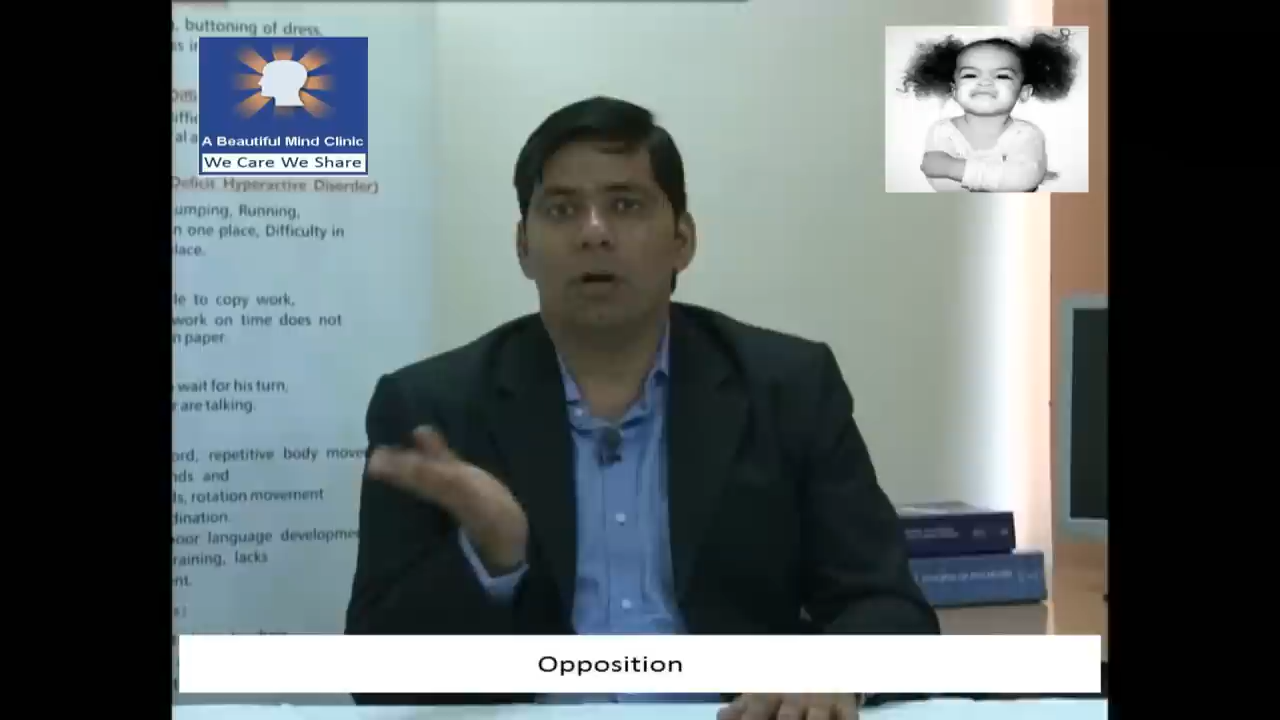 buttoning of dress,
A Beautiful Mind Clinic
We Care We Share
Deficit Hyperactive Disorder)
umping, Running,
n one place, Difficulty in
lace.
le to copy work,
work on time does not
n paper
wait for his turn,
are talking.
ord, repetitive body move
nds and
s, rotation movement
dination.
oor language developme
raining, lacks
nt.
Opposition